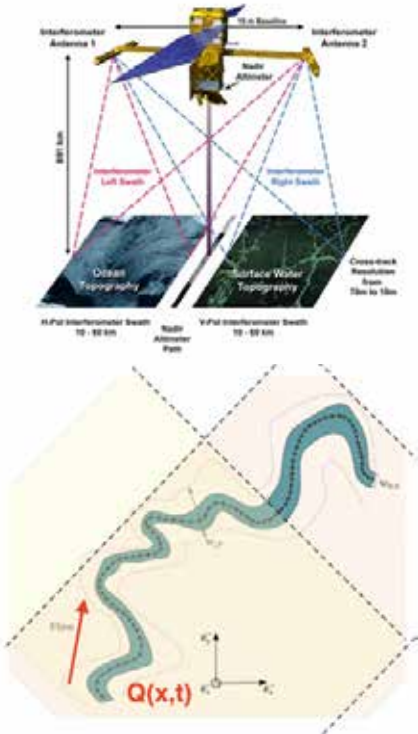 10 m Baseline
Interferometer
Antenna 1
Interferometer
Antenna 2
Nadir
Altimeter
Interferometer
Left Swath
Interferometer
Right Swath
Ocean
Topography
Surface Water
Topography
Cross-track
Resolution
from
70m to 10m
H-Pol Interferometer Swath
10 - 60 km
Nadir
Altimeter
Path
V-Pol Interferometer Swath
10 - 60 km
Flow
Q(x,t)